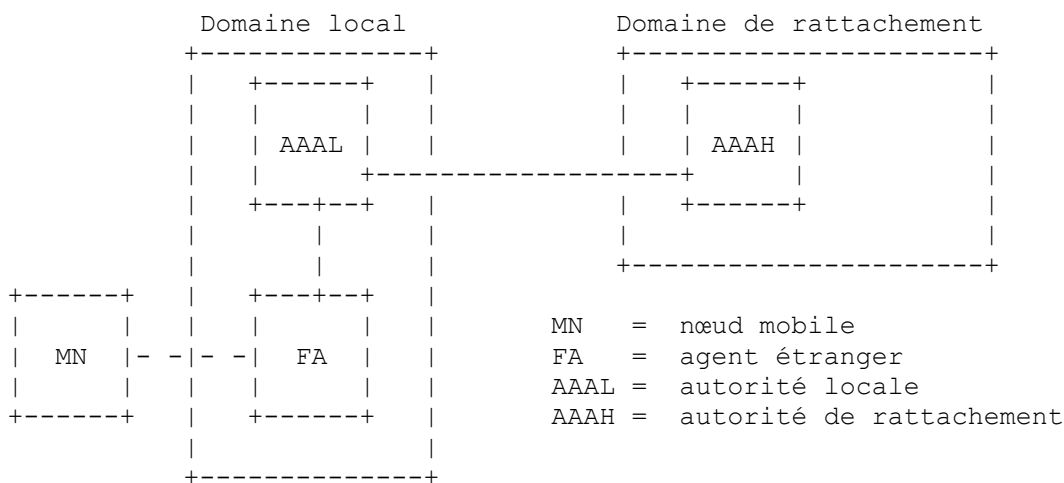 Domaine local Domaine de rattachement
AAAL AAAH
MN = nœud mobile
MN FA FA = agent étranger
AAAL = autorité locale
AAAH = autorité de rattachement